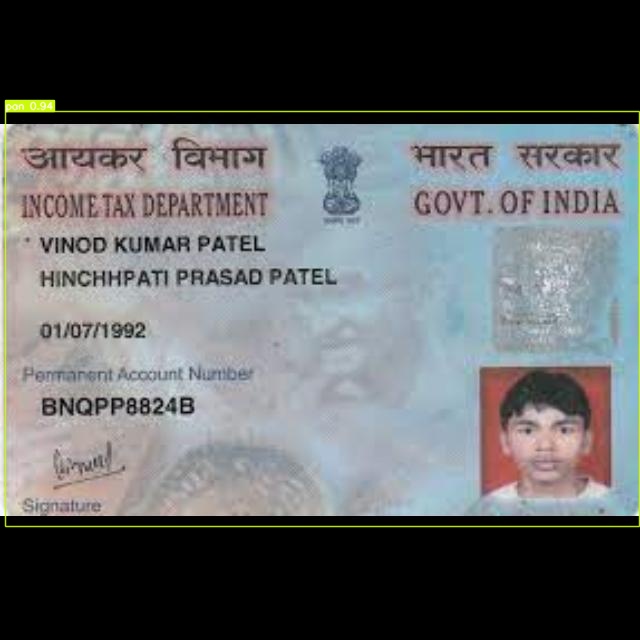 pan 0.94
आयकर विभाग
भारत सरकार
INCOME TAX DEPARTMENT
GOVT. OF INDIA
VINOD KUMAR PATEL
HINCHHPATI PRASAD PATEL
01/07/1992
Permanent Account Number
BNQPP8824B
Signature